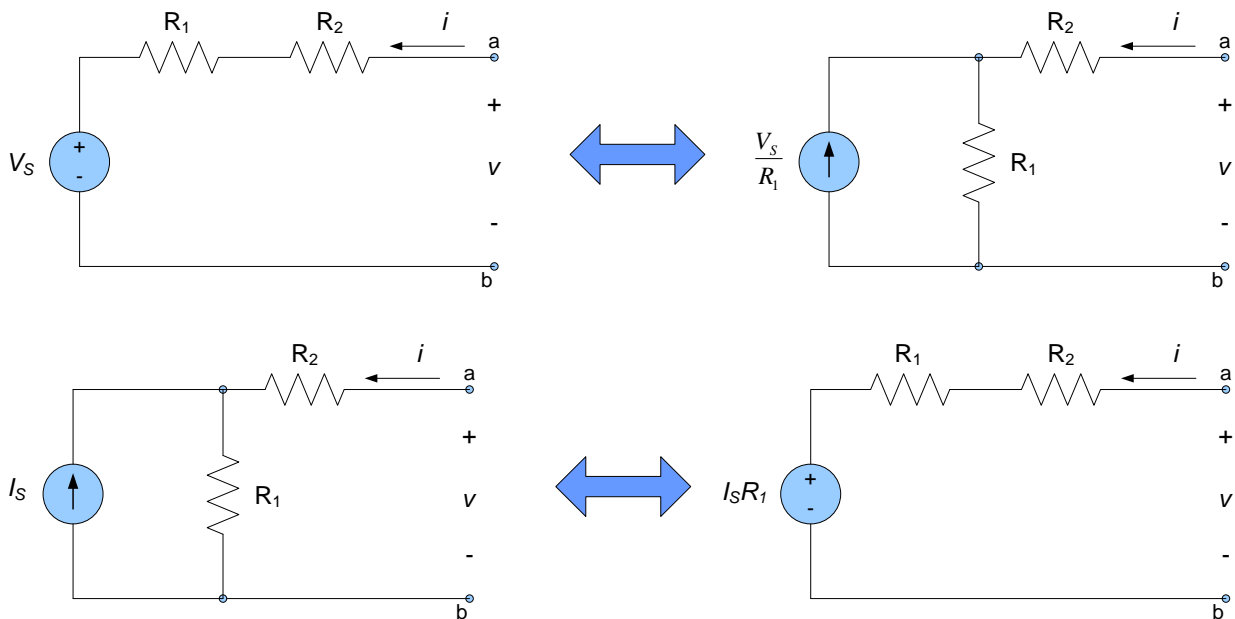 R1 R2 i a
+
-
VS
+
v
-
b
R2 i a
VS/R1
R1
+
v
-
b
R2 i a
IS
R1
+
v
-
b
R1 R2 i a
+
-
ISR1
+
v
-
b